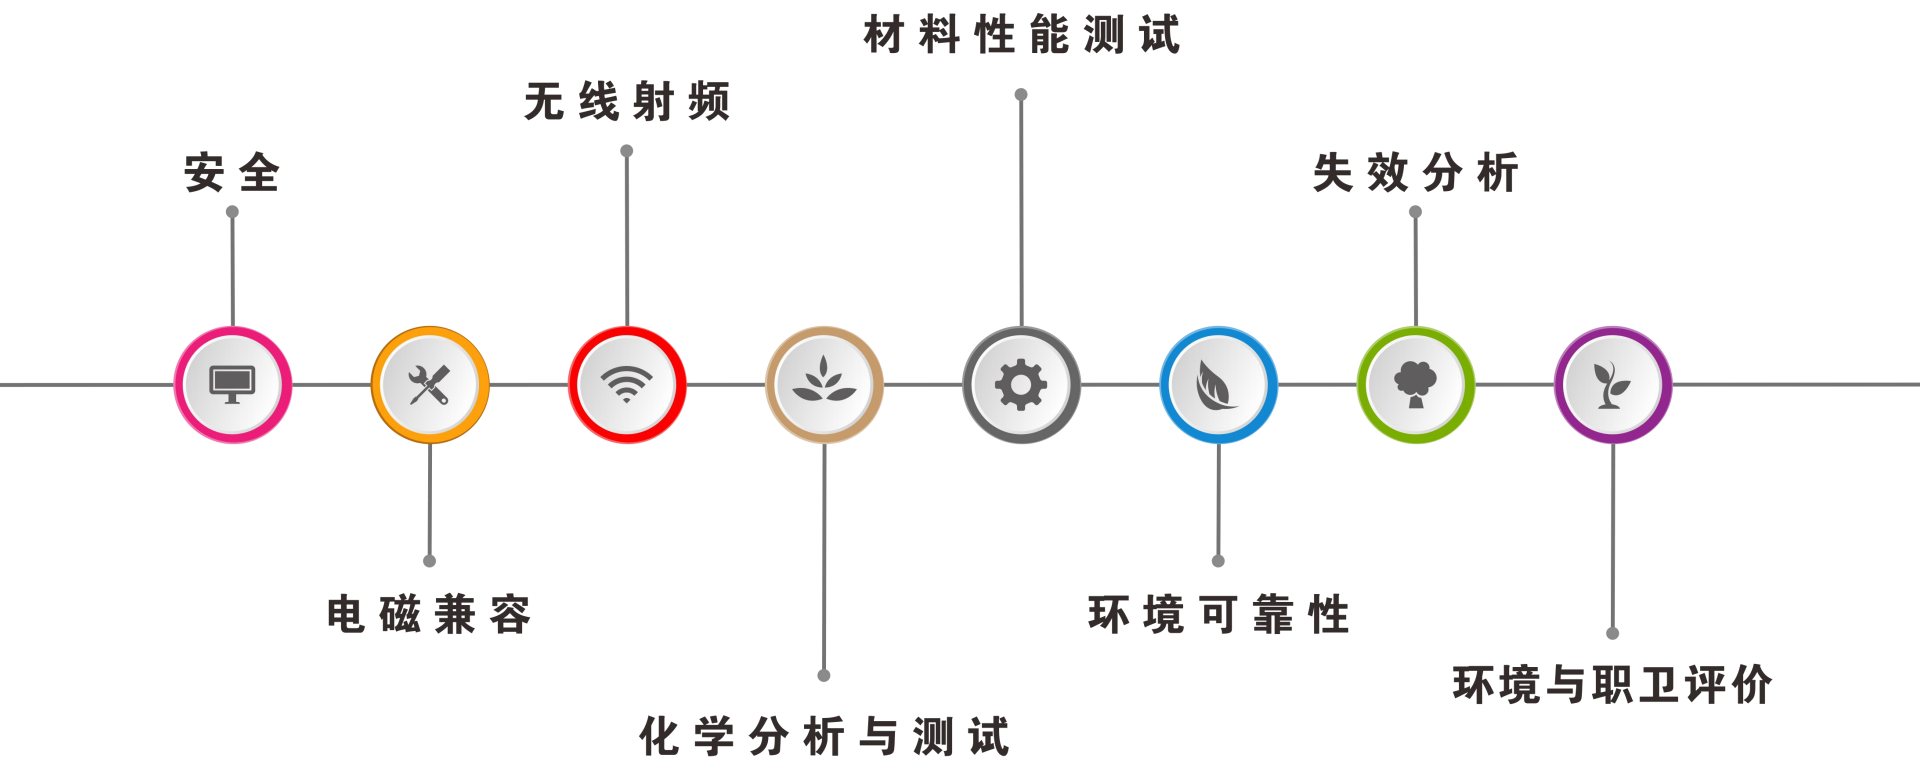 安全
电磁兼容
无线射频
化学分析与测试
材料性能测试
环境可靠性
失效分析
环境与职卫评价